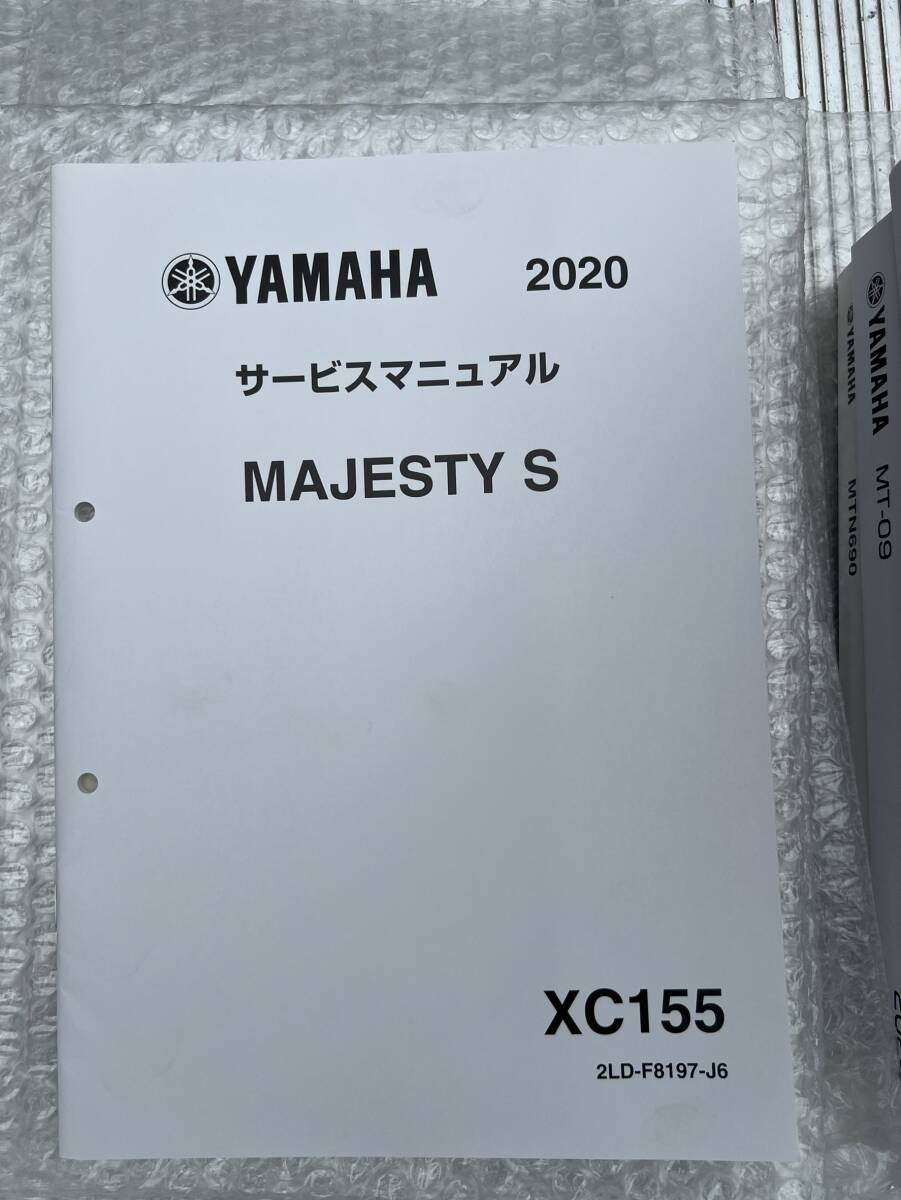 YAMAHA 2020
サービスマニュアル
MAJESTY S
XC155
2LD-F8197-J6
YAMAHA MT-09
YAMAHA MTN690